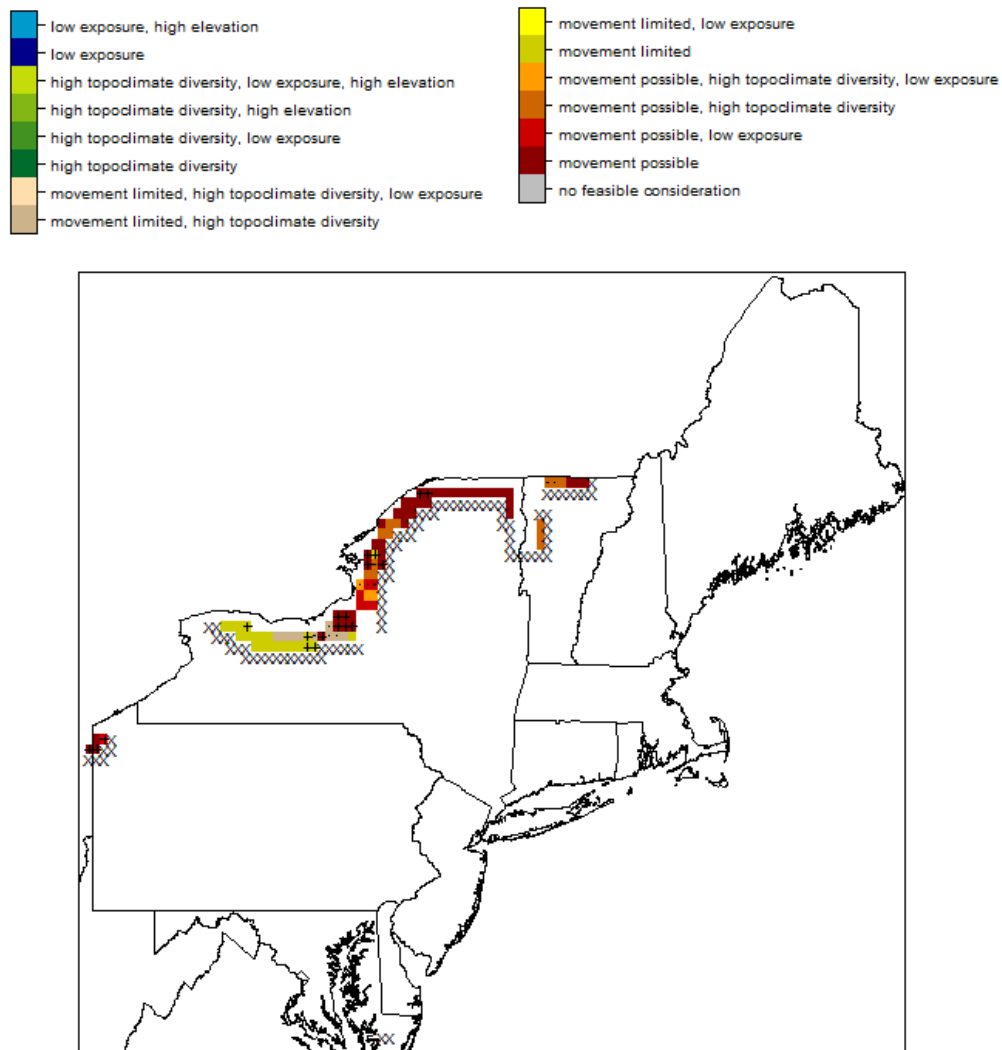 low exposure, high elevation
low exposure
high topoclimate diversity, low exposure, high elevation
high topoclimate diversity, high elevation
high topoclimate diversity, low exposure
high topoclimate diversity
movement limited, high topoclimate diversity, low exposure
movement limited, high topoclimate diversity
movement limited, low exposure
movement limited
movement possible, high topoclimate diversity, low exposure
movement possible, high topoclimate diversity
movement possible, low exposure
movement possible
no feasible consideration